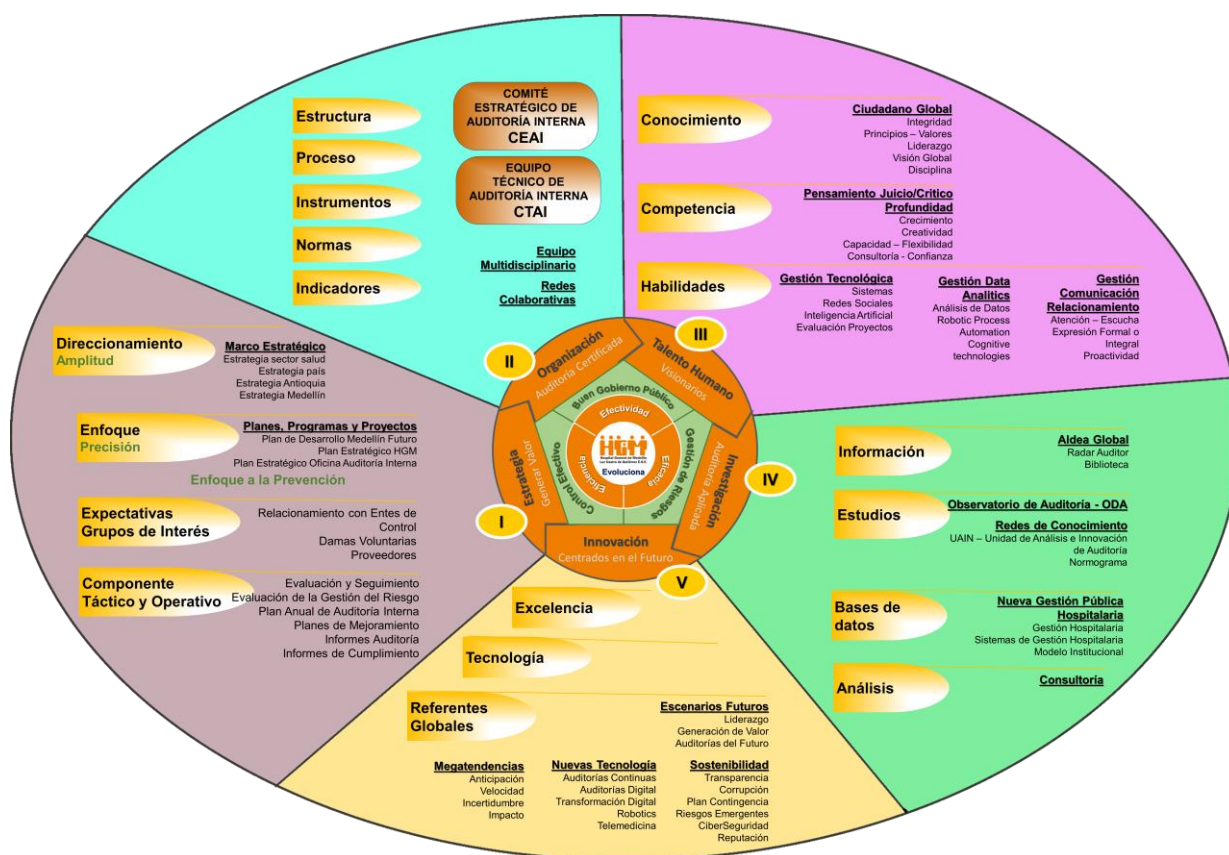 Estructura
Proceso
Instrumentos
Normas
Indicadores
COMITÉ
ESTRATÉGICO DE
AUDITORÍA INTERNA
CEAI
EQUIPO
TÉCNICO DE
AUDITORÍA INTERNA
CTAI
Equipo
Multidisciplinario
Redes
Colaborativas
Conocimiento
Ciudadano Global
Integridad
Principios – Valores
Liderazgo
Visión Global
Disciplina
Competencia
Pensamiento Juicio/Critico
Profundidad
Crecimiento
Creatividad
Capacidad – Flexibilidad
Consultoría - Confianza
Habilidades
Gestión Tecnológica
Sistemas
Redes Sociales
Inteligencia Artificial
Evaluación Proyectos
Gestión Data
Analitics
Análisis de Datos
Robotic Process
Automation
Cognitive
technologies
Gestión
Comunicación
Relacionamiento
Atención – Escucha
Expresión Formal o
Integral
Proactividad
Direccionamiento
Amplitud
Marco Estratégico
Estrategia sector salud
Estrategia país
Estrategia Antioquia
Estrategia Medellín
Enfoque
Precisión
Planes, Programas y Proyectos
Plan de Desarrollo Medellín Futuro
Plan Estratégico HGM
Plan Estratégico Oficina Auditoría Interna
Enfoque a la Prevención
Expectativas
Grupos de Interés
Relacionamiento con Entes de
Control
Damas Voluntarias
Proveedores
Componente
Táctico y Operativo
Evaluación y Seguimiento
Evaluación de la Gestión del Riesgo
Plan Anual de Auditoría Interna
Planes de Mejoramiento
Informes Auditoría
Informes de Cumplimiento
II
III
IV
V
I
Organización
Auditoría Certificada
Talento Humano
Visionarios
Investigación
Auditoría Aplicada
Innovación
Centrados en el Futuro
Estrategia
Generar Valor
Buen Gobierno Público
Gestión de Riesgos
Control Efectivo
Efectividad
Eficacia
Eficiencia
HGM
Hospital General de Medellín
Luz Castro de Gutiérrez E.S.E
Evoluciona
Información
Aldea Global
Radar Auditor
Biblioteca
Estudios
Observatorio de Auditoría - ODA
Redes de Conocimiento
UAIN – Unidad de Análisis e Innovación
de Auditoría
Normograma
Bases de
datos
Nueva Gestión Pública
Hospitalaria
Gestión Hospitalaria
Sistemas de Gestión Hospitalaria
Modelo Institucional
Análisis
Consultoría
Excelencia
Tecnología
Referentes
Globales
Escenarios Futuros
Liderazgo
Generación de Valor
Auditorías del Futuro
Megatendencias
Anticipación
Velocidad
Incertidumbre
Impacto
Nuevas Tecnología
Auditorías Continuas
Auditorías Digital
Transformación Digital
Robotics
Telemedicina
Sostenibilidad
Transparencia
Corrupción
Plan Contingencia
Riesgos Emergentes
CiberSeguridad
Reputación